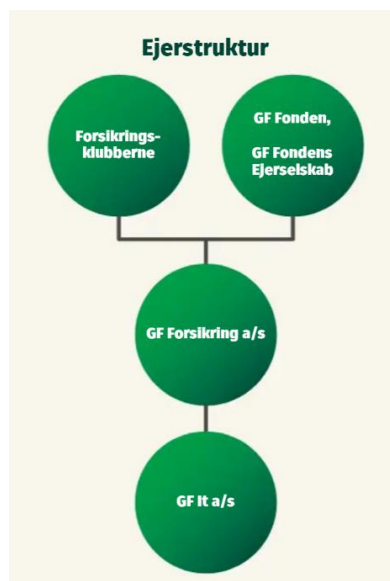 Ejerstruktur
Forsikrings-
klubberne
GF Fonden,
GF Fondens
Ejerselskab
GF Forsikring a/s
GF It a/s